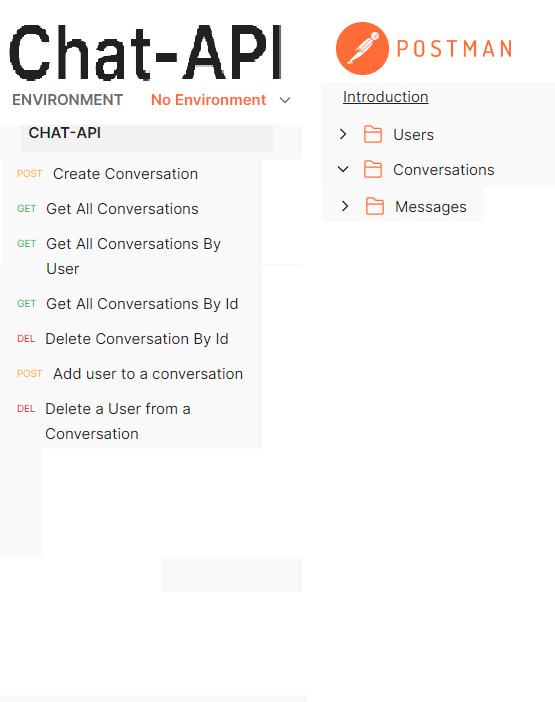 Chat-API
ENVIRONMENT No Environment
CHAT-API
POST Create Conversation
GET Get All Conversations
GET Get All Conversations By
User
GET Get All Conversations By Id
DEL Delete Conversation By Id
POST Add user to a conversation
DEL Delete a User from a
Conversation
POSTMAN
Introduction
Users
Conversations
Messages